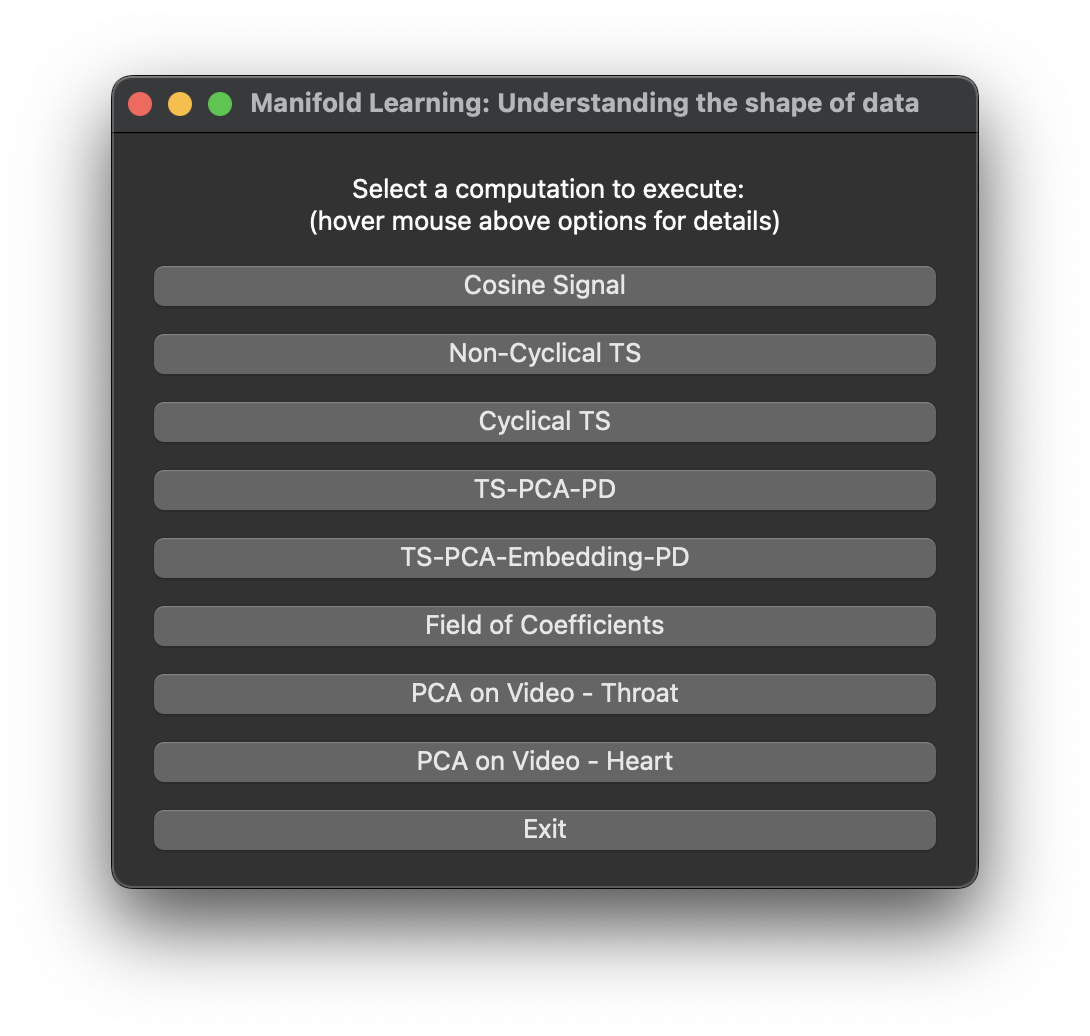 Manifold Learning: Understanding the shape of data
Select a computation to execute:
(hover mouse above options for details)
Cosine Signal
Non-Cyclical TS
Cyclical TS
TS-PCA-PD
TS-PCA-Embedding-PD
Field of Coefficients
PCA on Video - Throat
PCA on Video - Heart
Exit